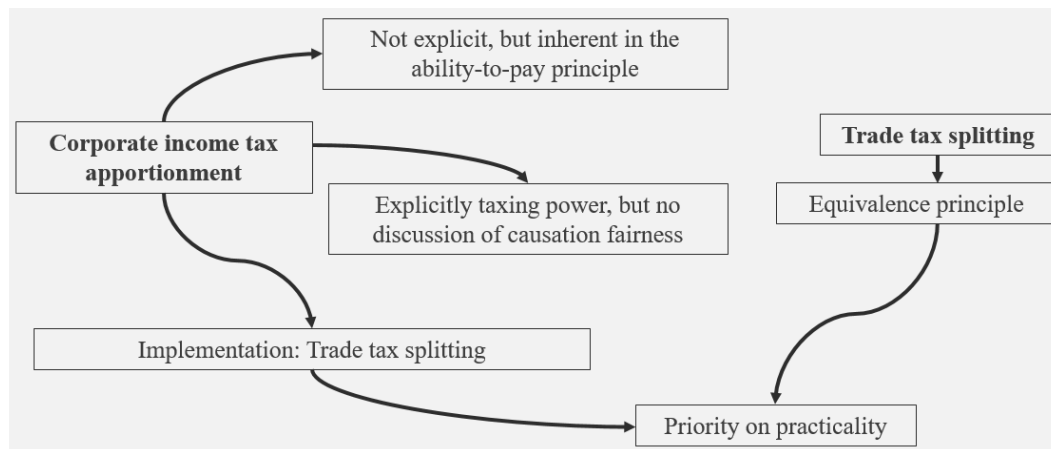 Not explicit, but inherent in the
ability-to-pay principle
Corporate income tax
apportionment
Trade tax splitting
Explicitly taxing power, but no
discussion of causation fairness
Equivalence principle
Implementation: Trade tax splitting
Priority on practicality